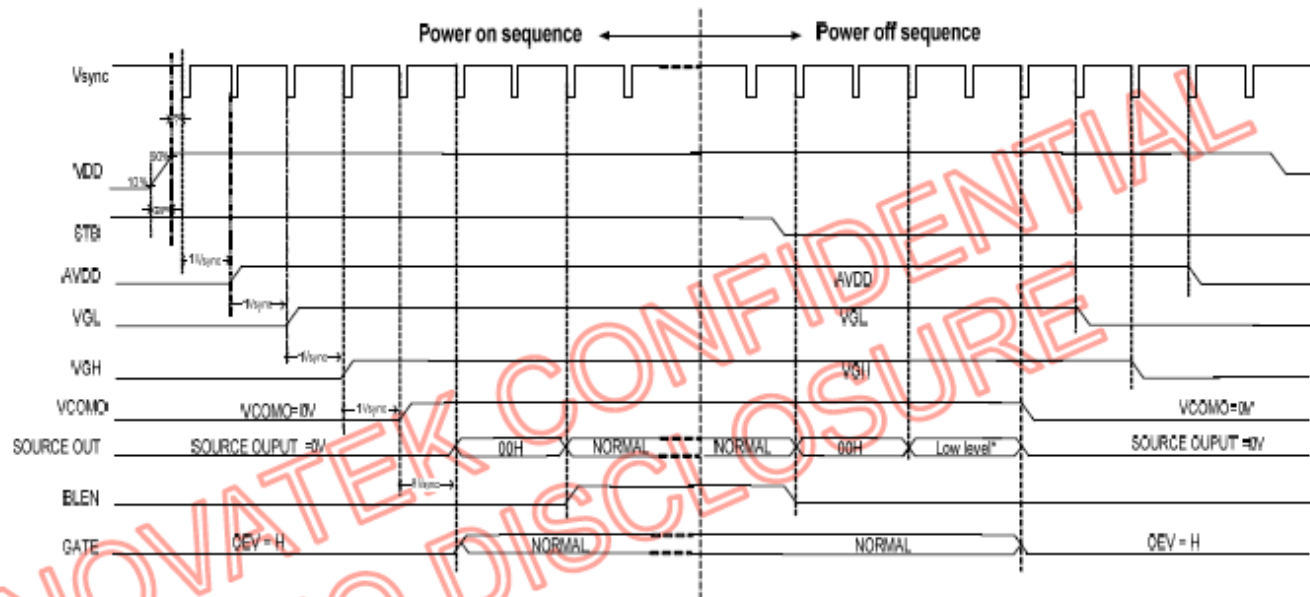 Power on sequence
Power off sequence
Vsync
90%
VDD
10%
STB
1Vsync
AVDD
AVDD
1Vsync
VGL
VGL
1Vsync
VGH
VGH
VCOMO
VCOMO=0V
1Vsync
VCOMO=0V
SOURCE OUT
SOURCE OUPUT =0V
00H
NORMAL
NORMAL
00H
Low level*
SOURCE OUPUT =0V
1Vsync
BLEN
GATE
OEV = H
NORMAL
NORMAL
OEV = H
NOVATEK CONFIDENTIAL
NO DISCLOSURE